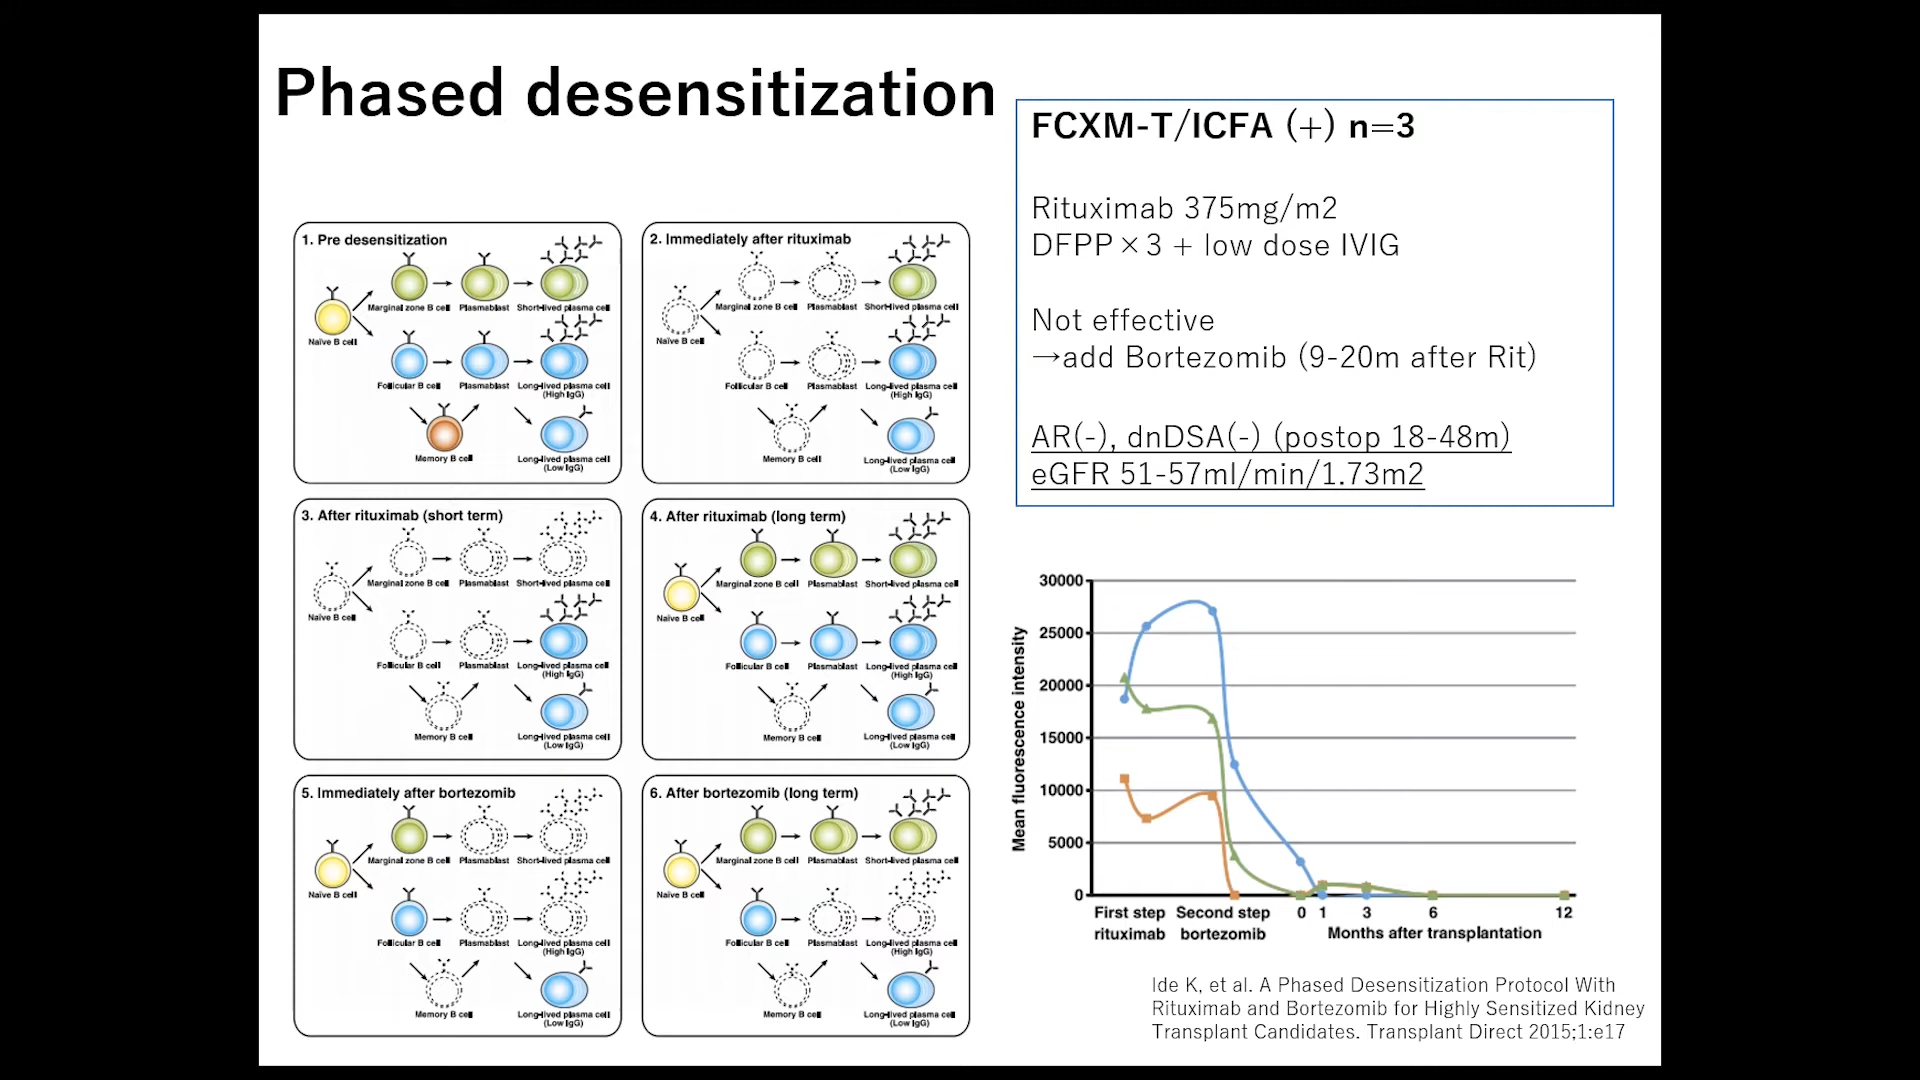 Phased desensitization
FCXM-T/ICFA (+) n=3
Rituximab 375mg/m2
DFPP×3 + low dose IVIG
Not effective
→add Bortezomib (9-20m after Rit)
AR(-), dnDSA(-) (postop 18-48m)
eGFR 51-57ml/min/1.73m2
1. Pre desensitization
Marginal zone B cell Plasmablast Short-lived plasma cell
Naïve B cell
Follicular B cell Plasmablast Long-lived plasma cell
(High IgG)
Memory B cell Long-lived plasma cell
(Low IgG)
2. Immediately after rituximab
Marginal zone B cell Plasmablast Short-lived plasma cell
Naïve B cell
Follicular B cell Plasmablast Long-lived plasma cell
(High IgG)
Memory B cell Long-lived plasma cell
(Low IgG)
3. After rituximab (short term)
Marginal zone B cell Plasmablast Short-lived plasma cell
Naïve B cell
Follicular B cell Plasmablast Long-lived plasma cell
(High IgG)
Memory B cell Long-lived plasma cell
(Low IgG)
4. After rituximab (long term)
Marginal zone B cell Plasmablast Short-lived plasma cell
Naïve B cell
Follicular B cell Plasmablast Long-lived plasma cell
(High IgG)
Memory B cell Long-lived plasma cell
(Low IgG)
5. Immediately after bortezomib
Marginal zone B cell Plasmablast Short-lived plasma cell
Naïve B cell
Follicular B cell Plasmablast Long-lived plasma cell
(High IgG)
Memory B cell Long-lived plasma cell
(Low IgG)
6. After bortezomib (long term)
Marginal zone B cell Plasmablast Short-lived plasma cell
Naïve B cell
Follicular B cell Plasmablast Long-lived plasma cell
(High IgG)
Memory B cell Long-lived plasma cell
(Low IgG)
Mean fluorescence intensity
30000
25000
20000
15000
10000
5000
0
First step Second step 0 1 3 6 12
rituximab bortezomib Months after transplantation
Ide K, et al. A Phased Desensitization Protocol With
Rituximab and Bortezomib for Highly Sensitized Kidney
Transplant Candidates. Transplant Direct 2015;1:e17